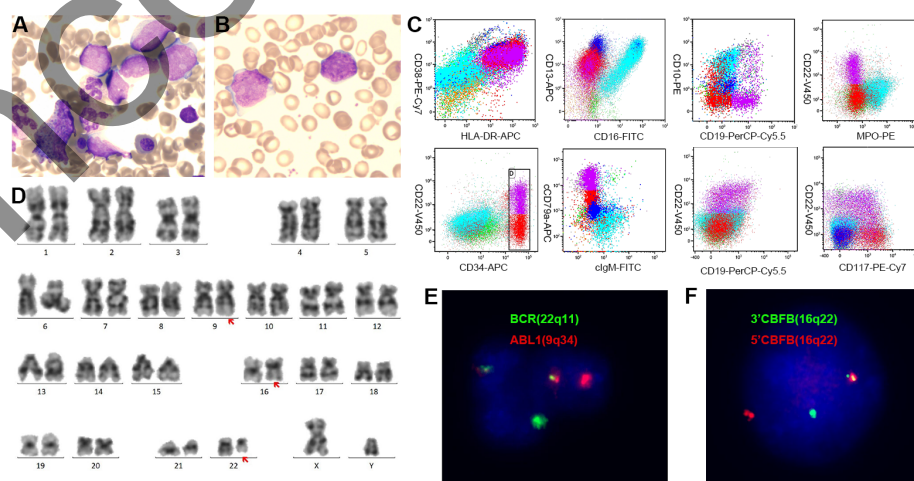 A
B
C
CD38-PE-Cy7
HLA-DR-APC
CD13-APC
CD16-FITC
CD10-PE
CD19-PerCP-Cy5.5
CD22-V450
MPO-PE
CD22-V450
CD34-APC
cCD79a-APC
cIgM-FITC
CD22-V450
CD19-PerCP-Cy5.5
CD22-V450
CD117-PE-Cy7
D
1 2 3 4 5
6 7 8 9 10 11 12
13 14 15 16 17 18
19 20 21 22 X Y
E
BCR(22q11)
ABL1(9q34)
F
3'CBFB(16q22)
5'CBFB(16q22)